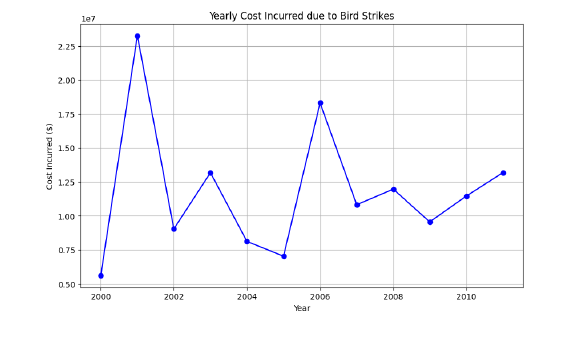 Yearly Cost Incurred due to Bird Strikes
1e7
2.25
2.00
1.75
1.50
1.25
1.00
0.75
0.50
Cost Incurred ($)
2000 2002 2004 2006 2008 2010
Year